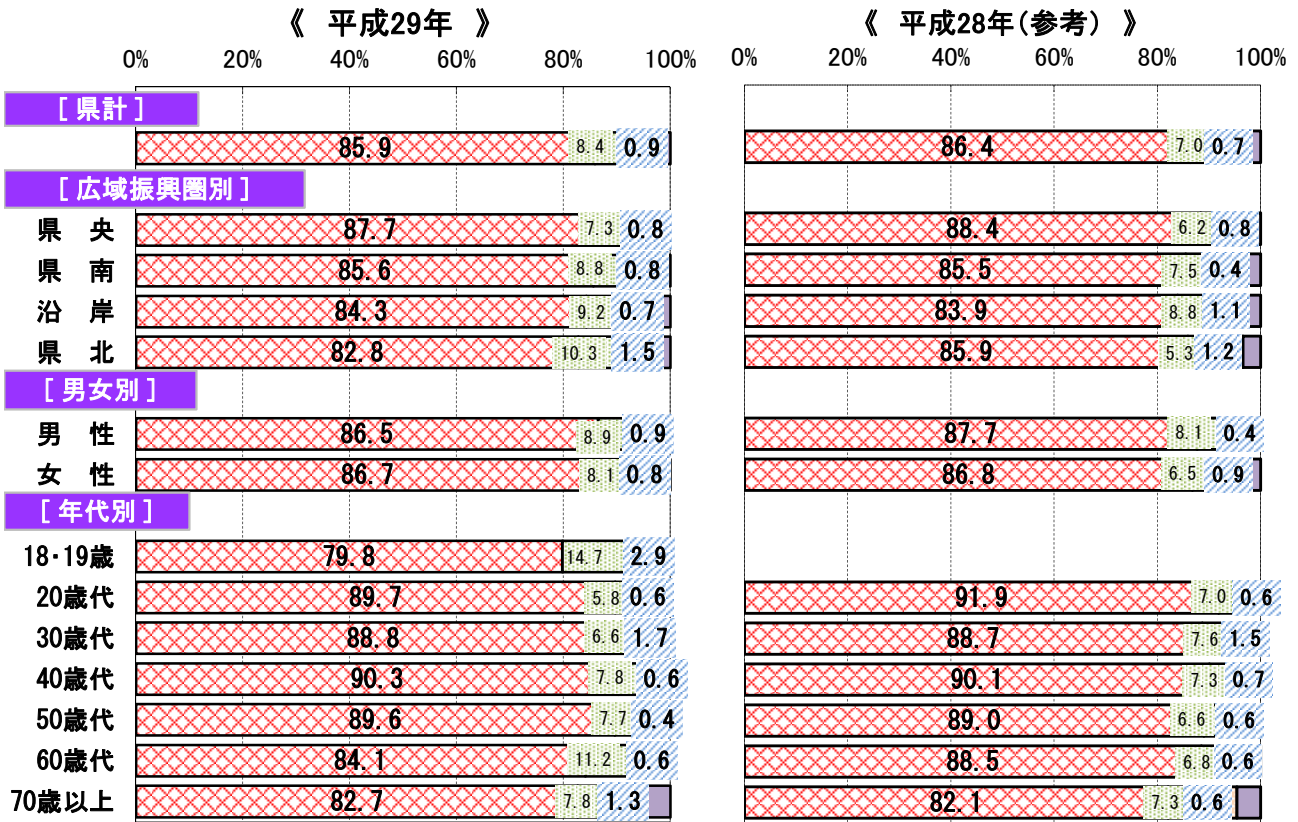 《 平成29年 》 《 平成28年(参考) 》
0% 20% 40% 60% 80% 100% 0% 20% 40% 60% 80% 100%
[ 県計 ]
85.9 8.4 0.9 86.4 7.0 0.7
[ 広域振興圏別 ]
県 央 87.7 7.3 0.8 88.4 6.2 0.8
県 南 85.6 8.8 0.8 85.5 7.5 0.4
沿 岸 84.3 9.2 0.7 83.9 8.8 1.1
県 北 82.8 10.3 1.5 85.9 5.3 1.2
[ 男女別 ]
男 性 86.5 8.9 0.9 87.7 8.1 0.4
女 性 86.7 8.1 0.8 86.8 6.5 0.9
[ 年代別 ]
18・19歳 79.8 14.7 2.9
20歳代 89.7 5.8 0.6 91.9 7.0 0.6
30歳代 88.8 6.6 1.7 88.7 7.6 1.5
40歳代 90.3 7.8 0.6 90.1 7.3 0.7
50歳代 89.6 7.7 0.4 89.0 6.6 0.6
60歳代 84.1 11.2 0.6 88.5 6.8 0.6
70歳以上 82.7 7.8 1.3 82.1 7.3 0.6